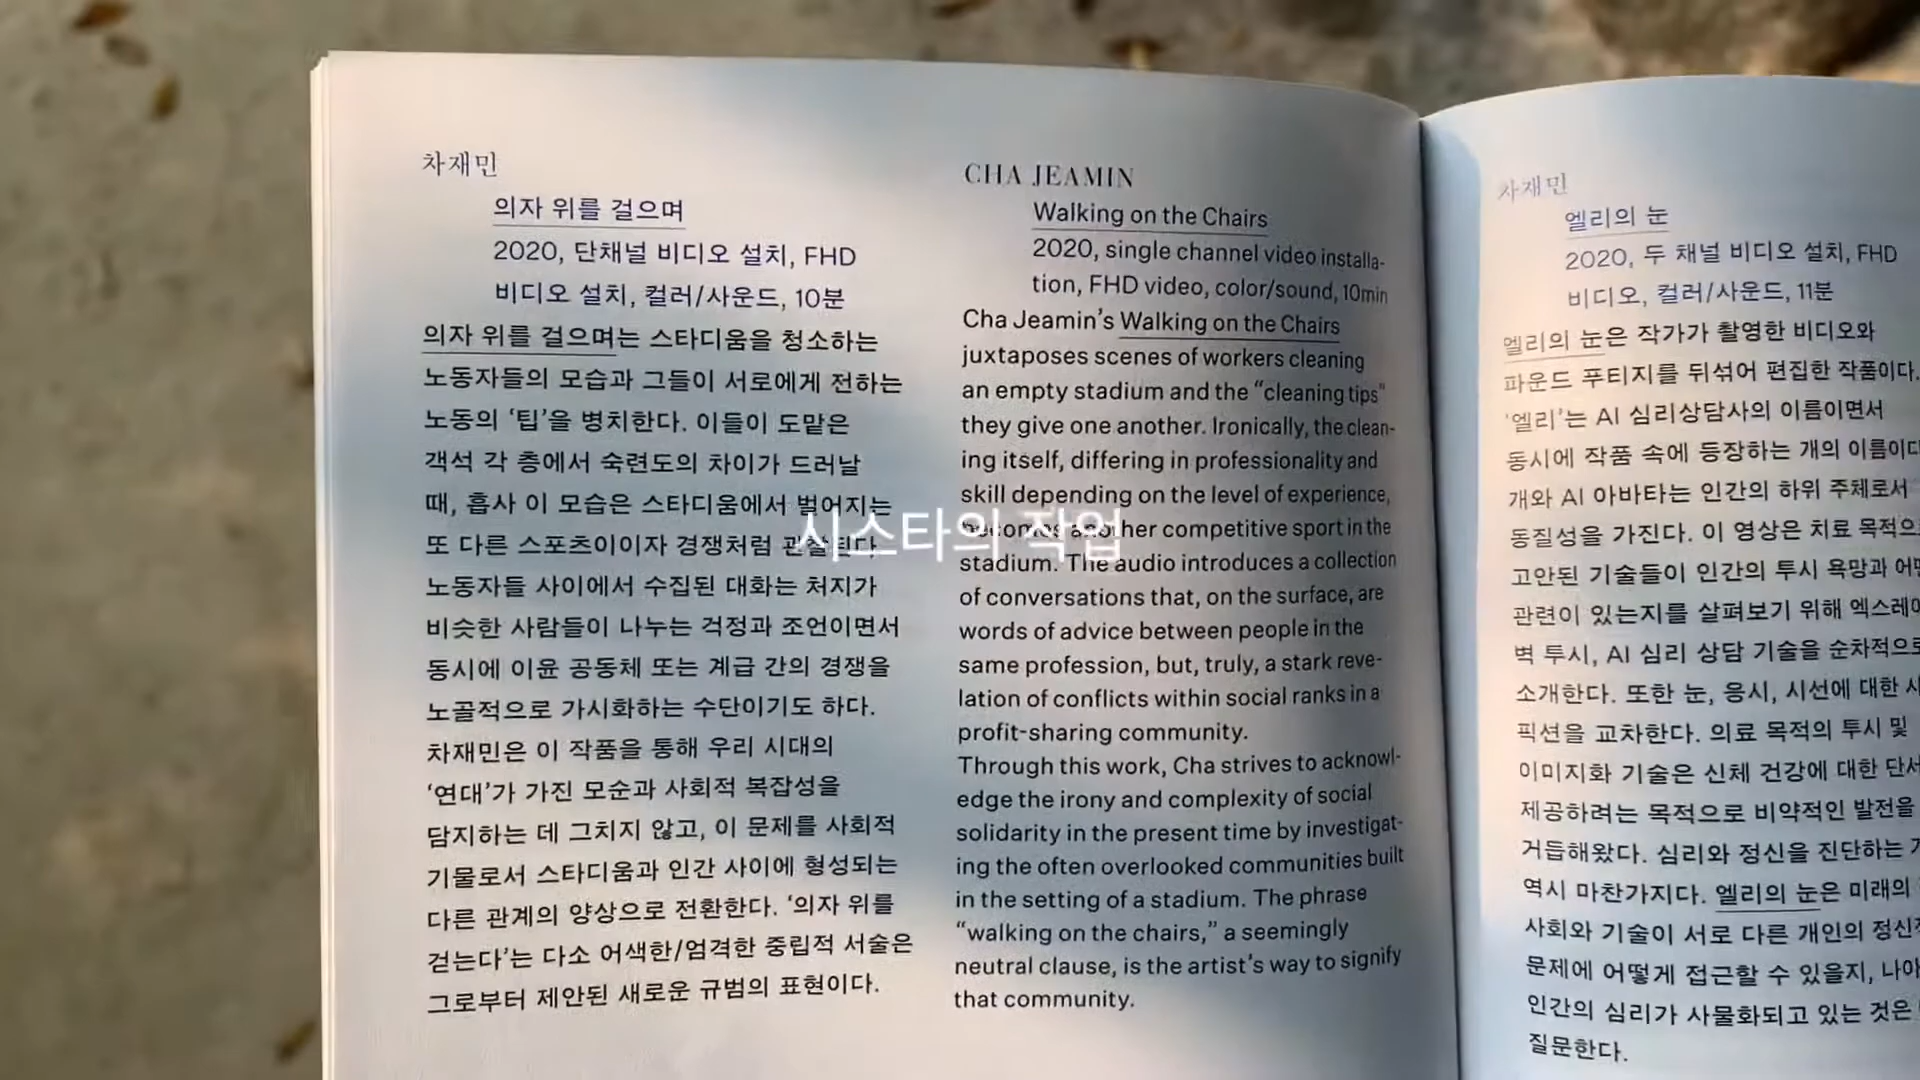 차재민
의자 위를 걸으며
2020, 단채널 비디오 설치, FHD
비디오 설치, 컬러/사운드, 10분
의자 위를 걸으며는 스타디움을 청소하는
노동자들의 모습과 그들이 서로에게 전하는
노동의 ‘팁’을 병치한다. 이들이 도맡은
객석 각 층에서 숙련도의 차이가 드러날
때, 흡사 이 모습은 스타디움에서 벌어지는
또 다른 스포츠이이자 경쟁처럼 관찰된다.
노동자들 사이에서 수집된 대화는 처지가
비슷한 사람들이 나누는 걱정과 조언이면서
동시에 이윤 공동체 또는 계급 간의 경쟁을
노골적으로 가시화하는 수단이기도 하다.
차재민은 이 작품을 통해 우리 시대의
‘연대’가 가진 모순과 사회적 복잡성을
담지하는 데 그치지 않고, 이 문제를 사회적
기물로서 스타디움과 인간 사이에 형성되는
다른 관계의 양상으로 전환한다. ‘의자 위를
걷는다’는 다소 어색한/엄격한 중립적 서술은
그로부터 제안된 새로운 규범의 표현이다.
CHA JEAMIN
Walking on the Chairs
2020, single channel video installa-
tion, FHD video, color/sound, 10min
Cha Jeamin’s Walking on the Chairs
juxtaposes scenes of workers cleaning
an empty stadium and the “cleaning tips”
they give one another. Ironically, the clean-
ing itself, differing in professionality and
skill depending on the level of experience,
becomes another competitive sport in the
stadium. The audio introduces a collection
of conversations that, on the surface, are
words of advice between people in the
same profession, but, truly, a stark reve-
lation of conflicts within social ranks in a
profit-sharing community.
Through this work, Cha strives to acknowl-
edge the irony and complexity of social
solidarity in the present time by investigat-
ing the often overlooked communities built
in the setting of a stadium. The phrase
“walking on the chairs,” a seemingly
neutral clause, is the artist’s way to signify
that community.
시스타의 작업
차재민
엘리의 눈
2020, 두 채널 비디오 설치, FHD
비디오, 컬러/사운드, 11분
엘리의 눈은 작가가 촬영한 비디오와
파운드 푸티지를 뒤섞어 편집한 작품이다.
‘엘리’는 AI 심리상담사의 이름이면서
동시에 작품 속에 등장하는 개의 이름이다
개와 AI 아바타는 인간의 하위 주체로서
동질성을 가진다. 이 영상은 치료 목적으
고안된 기술들이 인간의 투시 욕망과
관련이 있는지를 살펴보기 위해 엑스레이
벽 투시, AI 심리 상담 기술을 순차적으로
소개한다. 또한 눈, 응시, 시선에 대한
픽션을 교차한다. 의료 목적의 투시 및
이미지화 기술은 신체 건강에 대한 단서
제공하려는 목적으로 비약적인 발전을
거듭해왔다. 심리와 정신을 진단하는
역시 마찬가지다. 엘리의 눈은 미래의
사회와 기술이 서로 다른 개인의 정신
문제에 어떻게 접근할 수 있을지, 나아
인간의 심리가 사물화되고 있는 것은
질문한다.